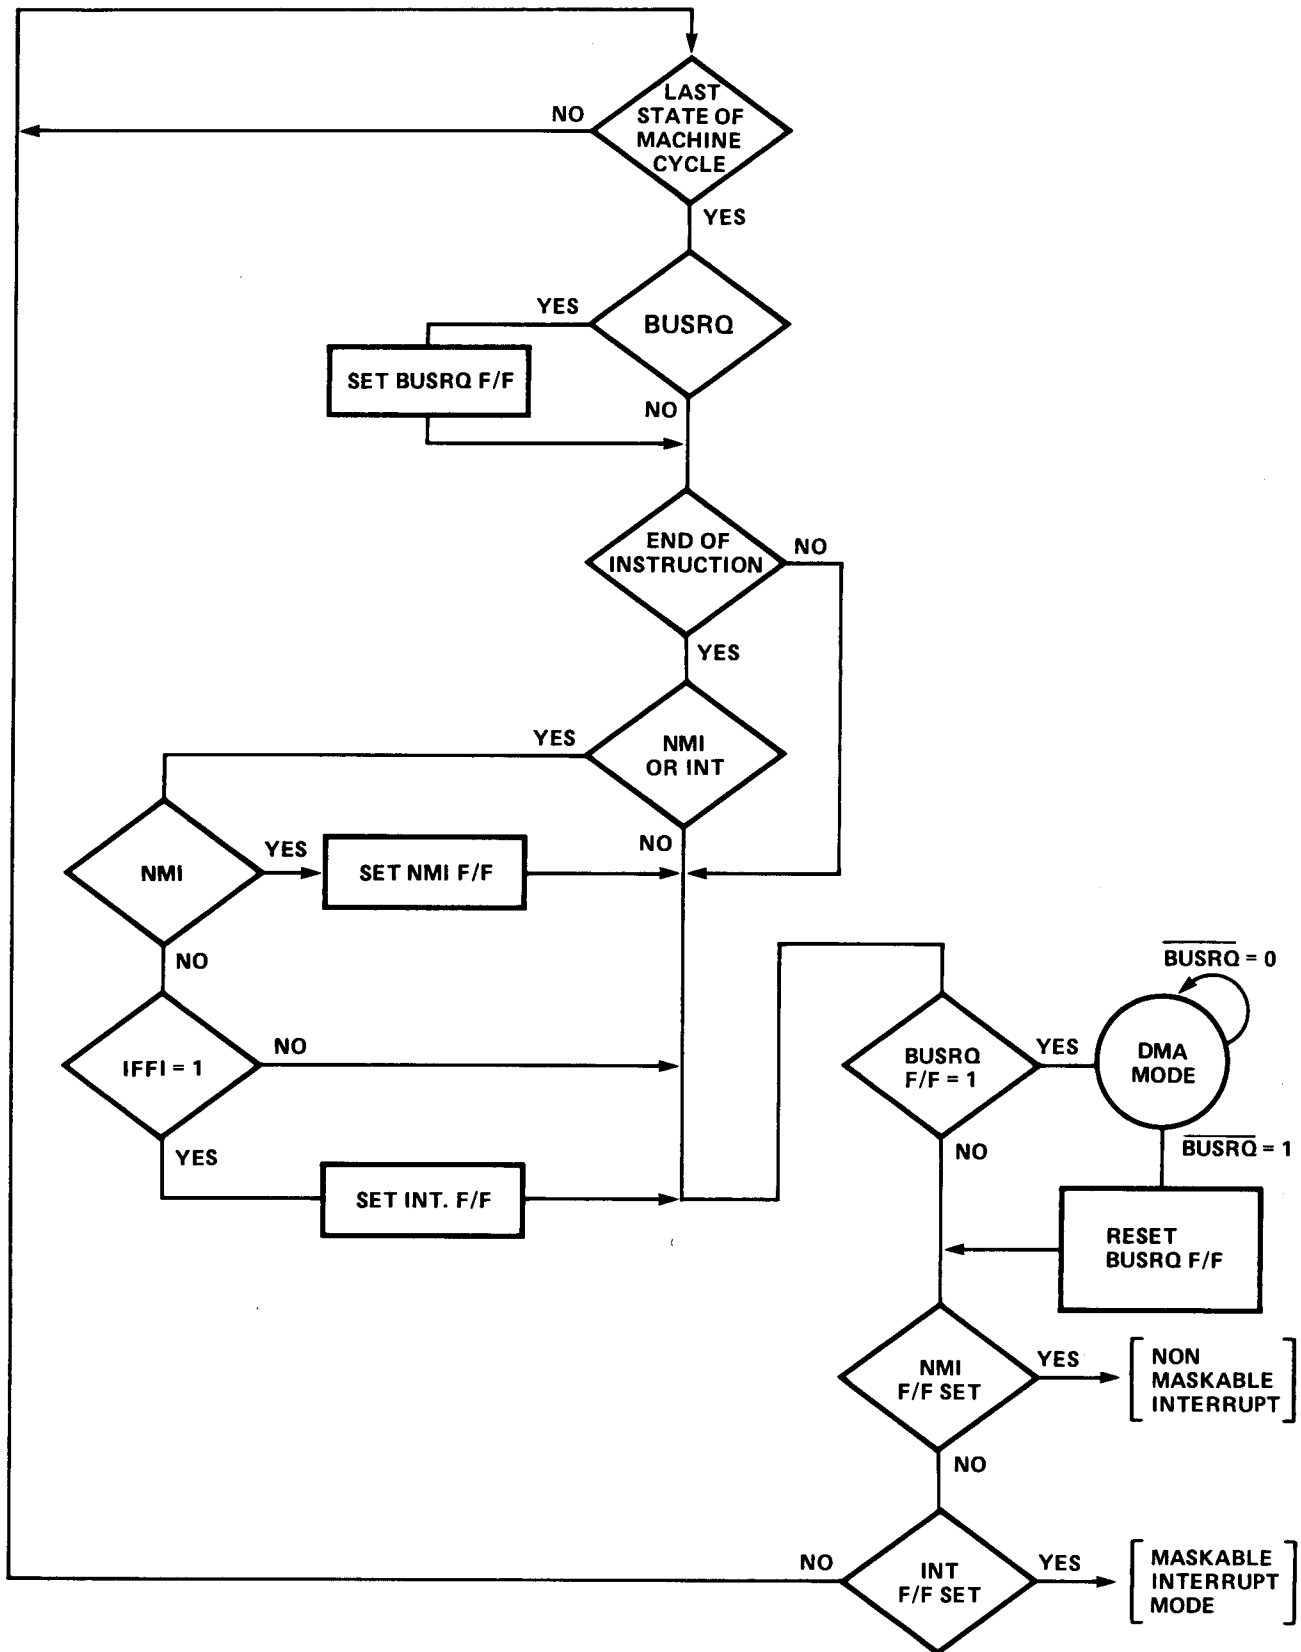 LAST
STATE OF
MACHINE
CYCLE
NO
YES
BUSRQ
YES
SET BUSRQ F/F
NO
END OF
INSTRUCTION
NO
YES
NMI
OR INT
YES
NO
NMI
YES
SET NMI F/F
NO
IFFI = 1
NO
YES
SET INT. F/F
BUSRQ
F/F = 1
YES
DMA
MODE
BUSRQ = 0
BUSRQ = 1
NO
RESET
BUSRQ F/F
NMI
F/F SET
YES
NON
MASKABLE
INTERRUPT
NO
INT
F/F SET
NO
YES
MASKABLE
INTERRUPT
MODE